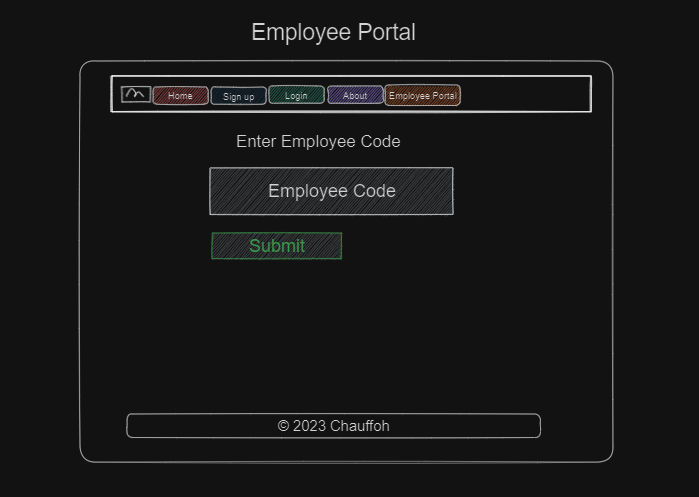 Employee Portal
Home Sign up Login About Employee Portal
Enter Employee Code
Employee Code
Submit
© 2023 Chauffoh